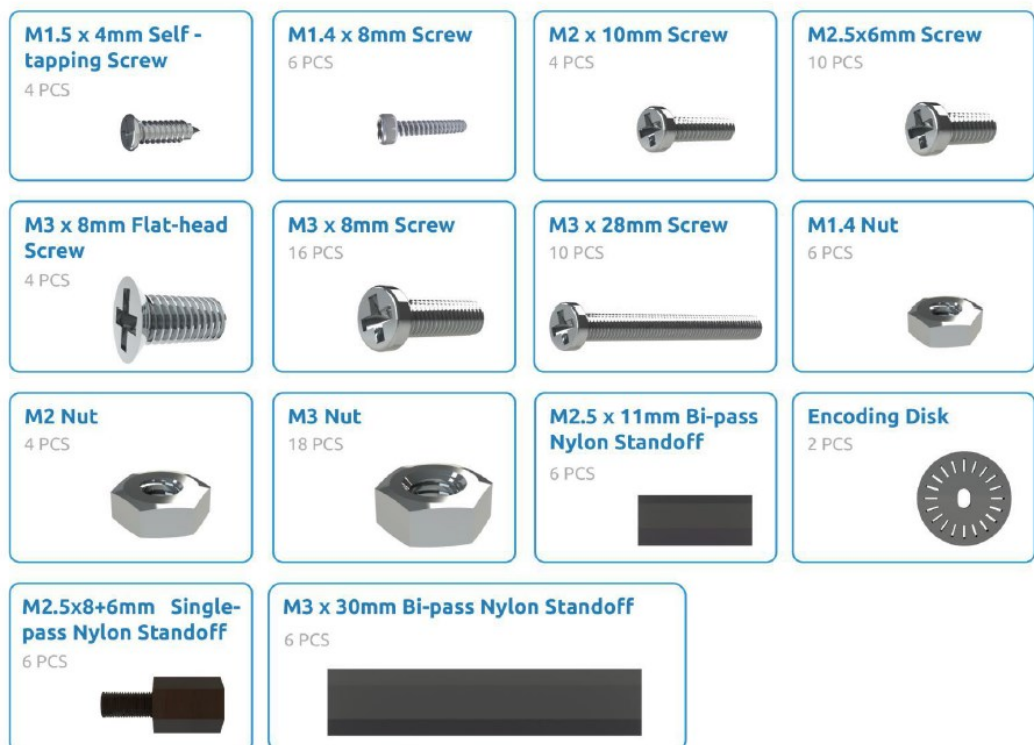 M1.5 x 4mm Self -
tapping Screw
4 PCS
M1.4 x 8mm Screw
6 PCS
M2 x 10mm Screw
4 PCS
M2.5x6mm Screw
10 PCS
M3 x 8mm Flat-head
Screw
4 PCS
M3 x 8mm Screw
16 PCS
M3 x 28mm Screw
10 PCS
M1.4 Nut
6 PCS
M2 Nut
4 PCS
M3 Nut
18 PCS
M2.5 x 11mm Bi-pass
Nylon Standoff
6 PCS
Encoding Disk
2 PCS
M2.5x8+6mm Single-
pass Nylon Standoff
6 PCS
M3 x 30mm Bi-pass Nylon Standoff
6 PCS